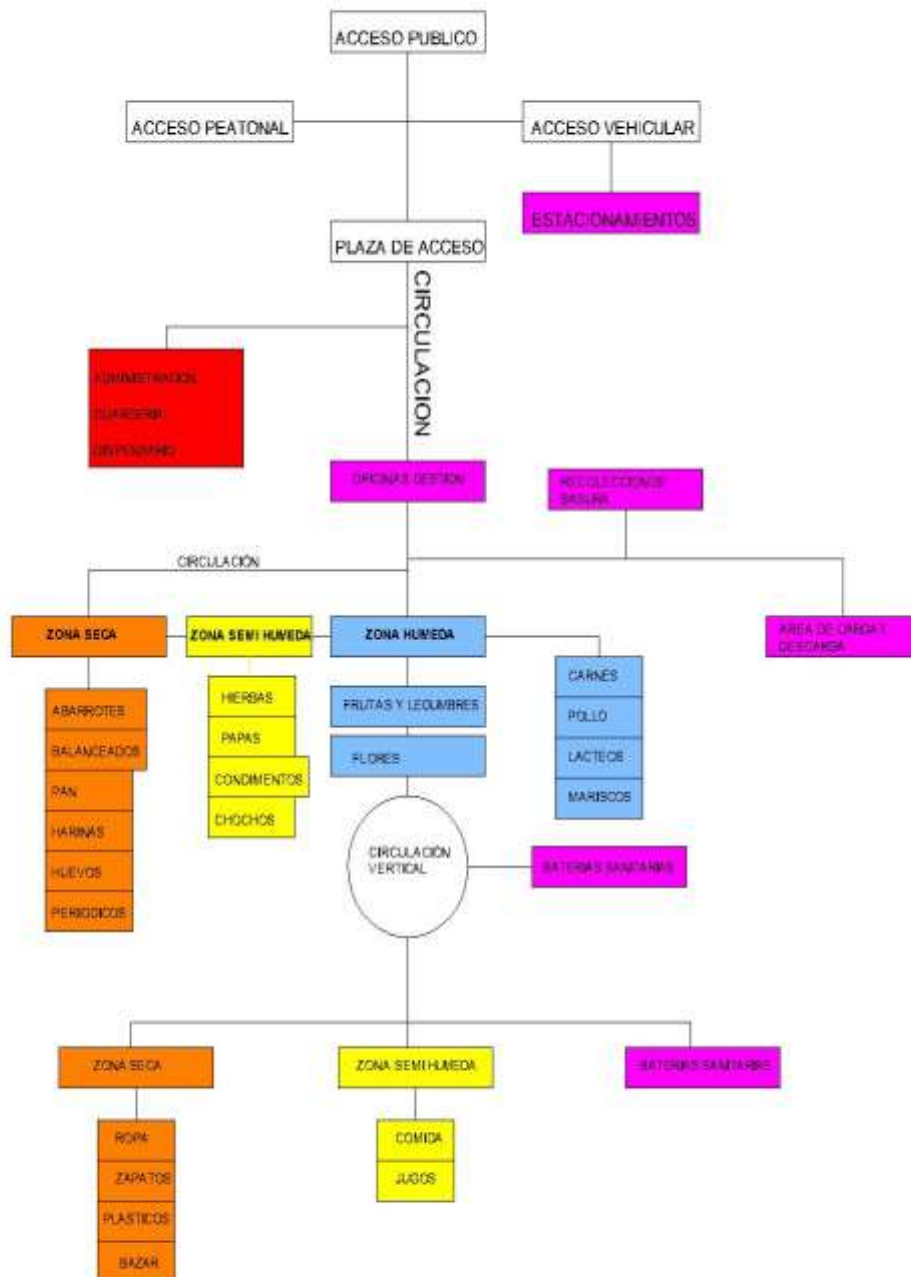 ACCESO PUBLICO
ACCESO PEATONAL
ACCESO VEHICULAR
ESTACIONAMIENTOS
PLAZA DE ACCESO
CIRCULACION
ADMINISTRACION
GUARDERIA
DISPENSARIO
OFICINAS GESTION
RECOLECCION DE
BASURA
CIRCULACIÓN
ZONA SECA
ZONA SEMI HUMEDA
ZONA HUMEDA
AREA DE CARGA Y
DESCARGA
ABARROTES
BALANCEADOS
PAN
HARINAS
HUEVOS
PERIODICOS
HIERBAS
PAPAS
CONDIMENTOS
CHOCHOS
FRUTAS Y LEGUMBRES
FLORES
CARNES
POLLO
LACTEOS
MARISCOS
CIRCULACIÓN
VERTICAL
BATERIAS SANITARIAS
ZONA SECA
ZONA SEMI HUMEDA
BATERIAS SANITARIAS
ROPA
ZAPATOS
PLASTICOS
BAZAR
COMIDA
JUGOS